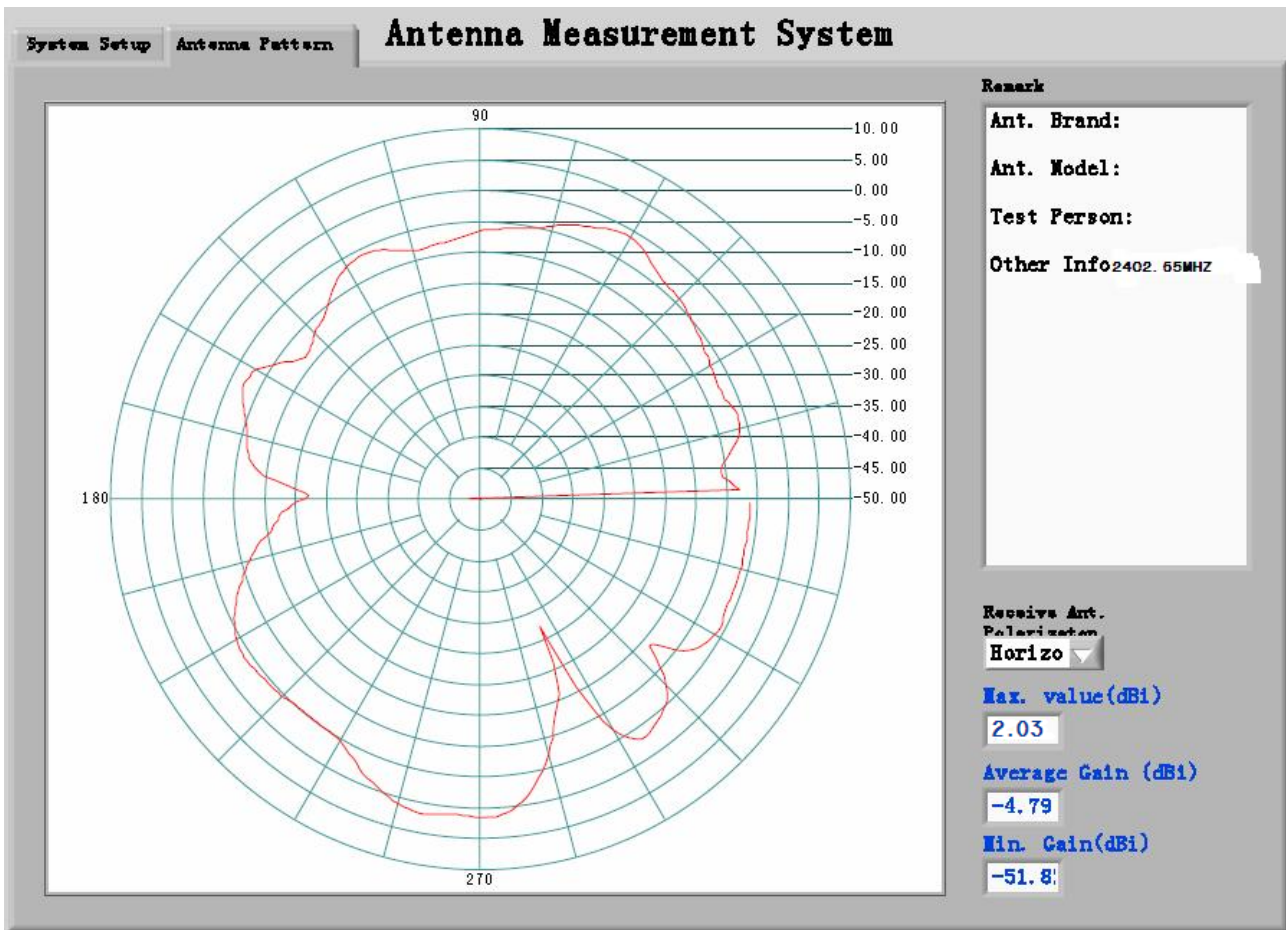 Antenna Measurement System
System Setup
Antenna Pattern
90
10.00
5.00
0.00
-5.00
-10.00
-15.00
-20.00
-25.00
-30.00
-35.00
-40.00
-45.00
-50.00
180
270
Remark
Ant. Brand:
Ant. Model:
Test Person:
Other Info2402.65MHZ
Receive Ant.
Polarizaton
Horizo
Max. value(dBi)
2.03
Average Gain (dBi)
-4.79
Min. Gain(dBi)
-51.8